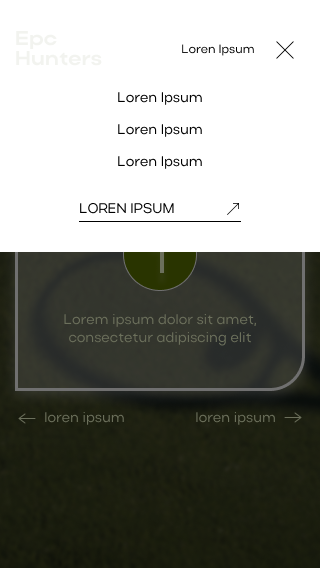 Epc
Hunters
Loren Ipsum
Loren Ipsum
Loren Ipsum
Loren Ipsum
LOREN IPSUM
Lorem ipsum dolor sit amet,
consectetur adipiscing elit
loren ipsum
loren ipsum